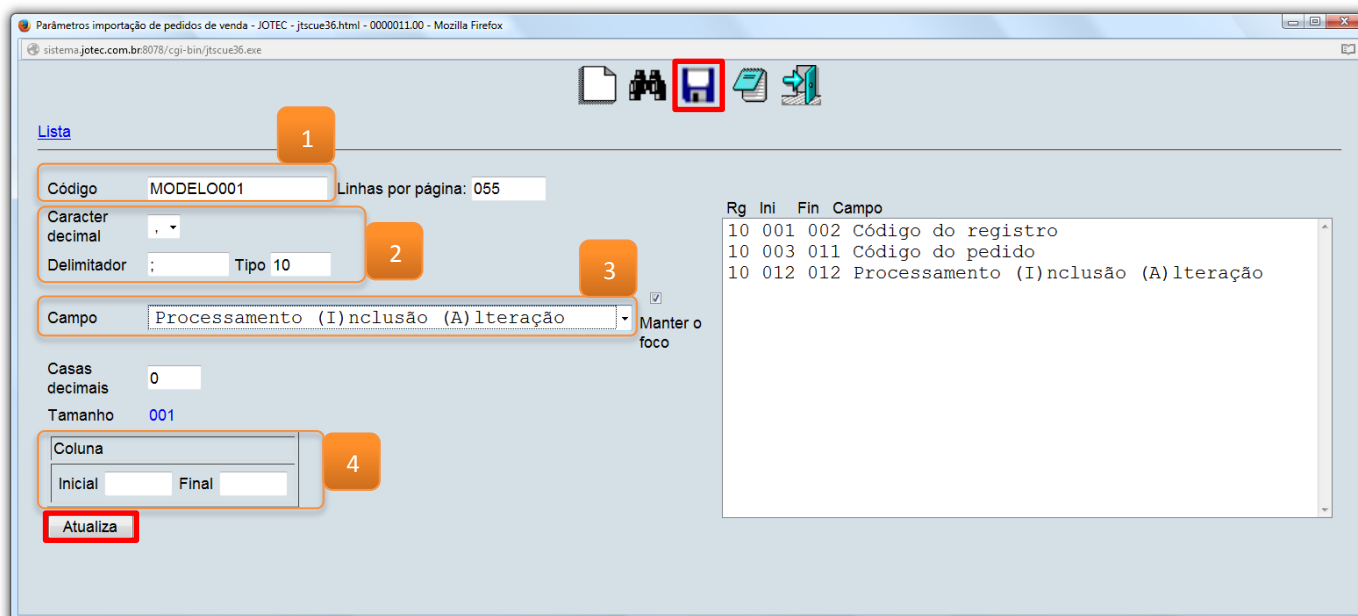 Parâmetros importação de pedidos de venda - JOTEC - jtscue36.html - 0000011.00 - Mozilla Firefox
sistema.jotec.com.br:8078/cgi-bin/jtscue36.exe
Lista
1
Código MODELO001 Linhas por página: 055
Caracter decimal ,
Delimitador ; Tipo 10
2
3
Campo Processamento (I)nclusão (A)lteração
Manter o foco
Casas decimais 0
Tamanho 001
Coluna
Inicial Final
4
Atualiza
Rg Ini Fin Campo
10 001 002 Código do registro
10 003 011 Código do pedido
10 012 012 Processamento (I)nclusão (A)lteração